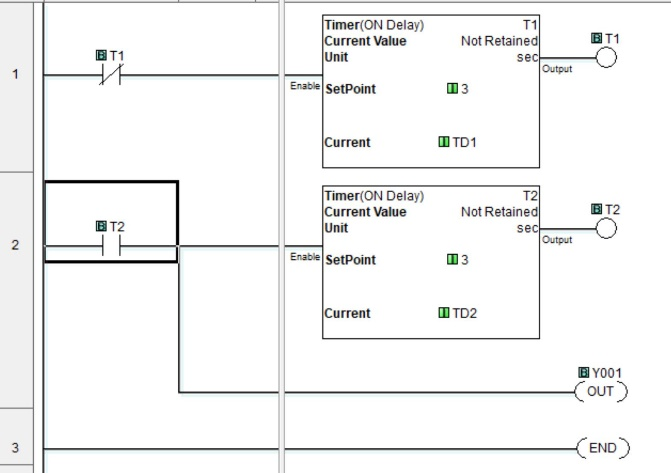 1
B T1
Enable
Timer(ON Delay) T1
Current Value Not Retained
Unit sec
SetPoint 3
Current TD1
Output
B T1
2
B T2
Enable
Timer(ON Delay) T2
Current Value Not Retained
Unit sec
SetPoint 3
Current TD2
Output
B T2
B Y001
OUT
3
END